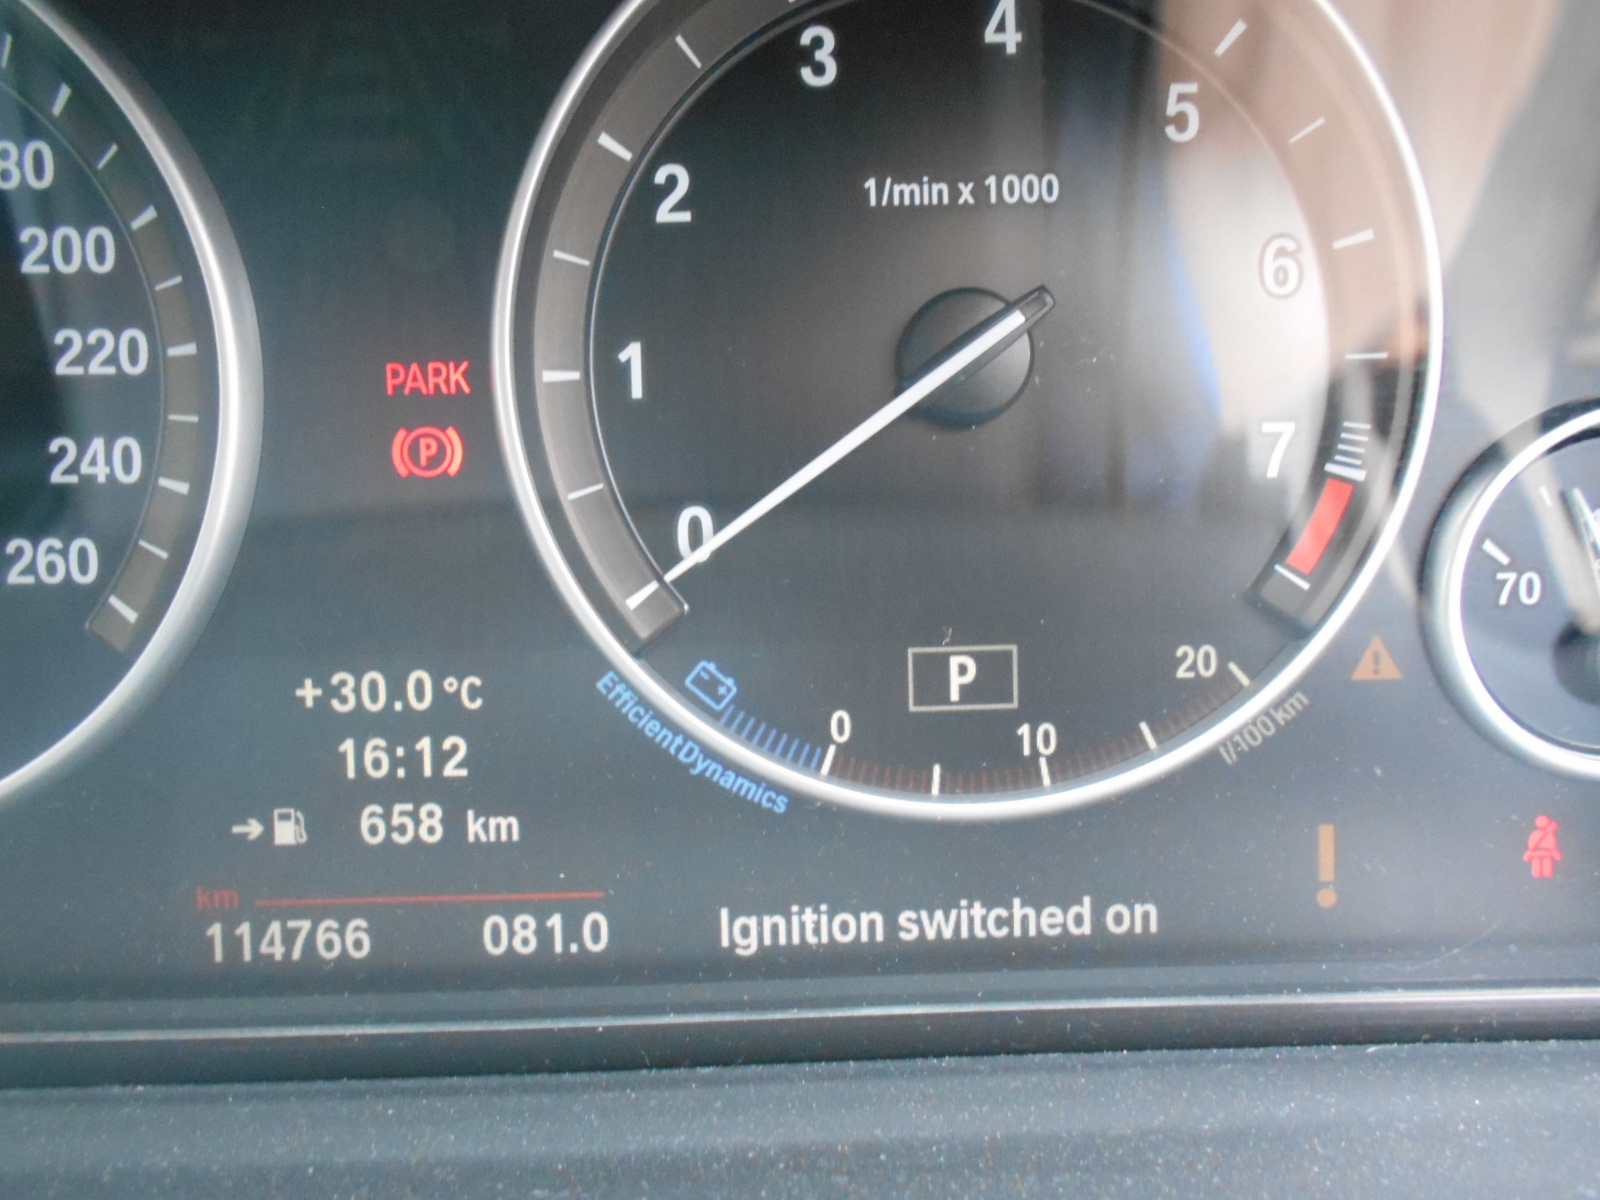 80
200
220
240
260
PARK
P
+30.0 °C
16:12
658 km
km
114766 081.0
0
1
2
3
4
5
6
7
1/min x 1000
P
EfficientDynamics
0
10
20
l/100 km
Ignition switched on
70